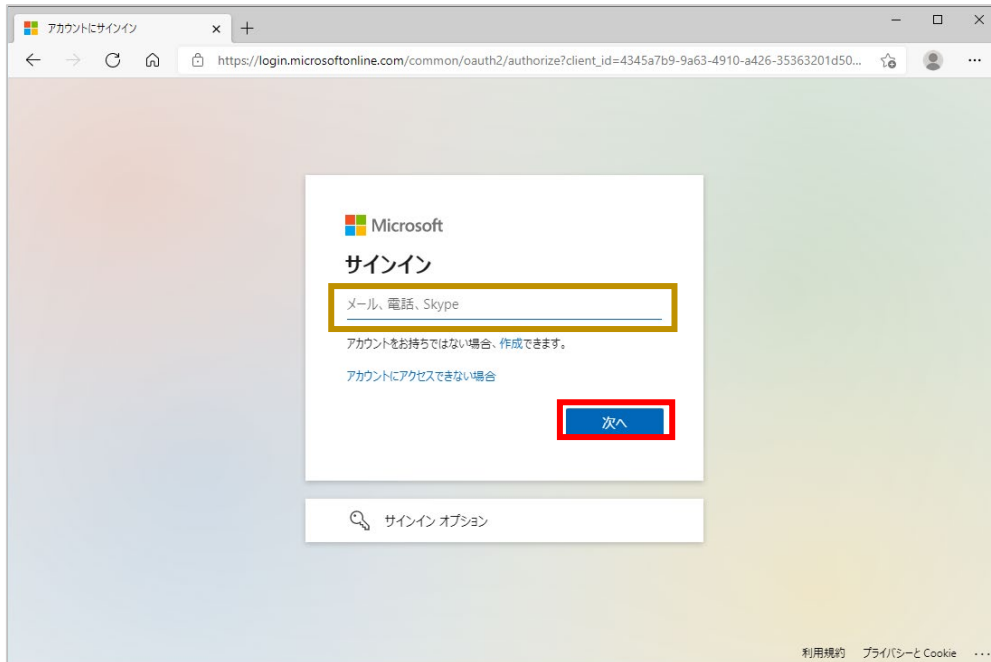 アカウントにサインイン
https://login.microsoftonline.com/common/oauth2/authorize?client_id=4345a7b9-9a63-4910-a426-35363201d50...
Microsoft
サインイン
メール、電話、Skype
アカウントをお持ちではない場合、作成できます。
アカウントにアクセスできない場合
次へ
サインイン オプション
利用規約 プライバシーと Cookie ...